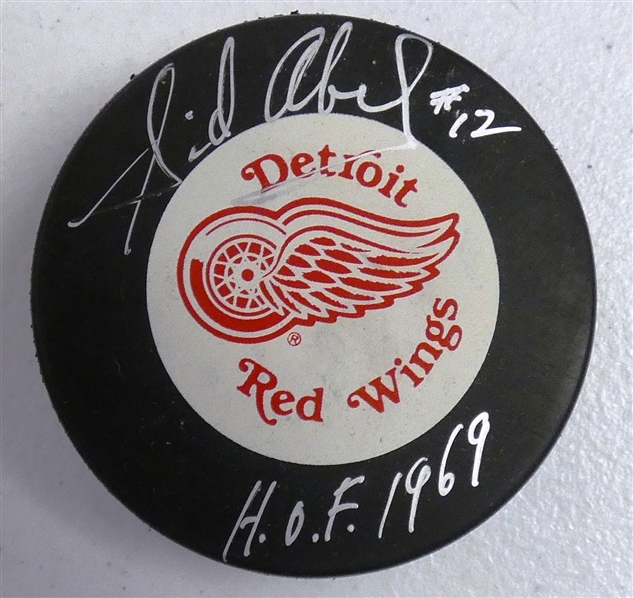 Sid Abel #12
Detroit
®
Red Wings
H.O.F. 1969